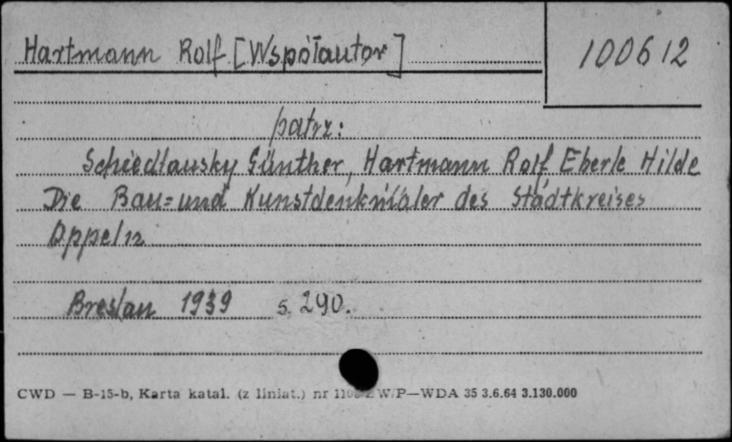 Hartmann Rolf [Współautor]
100612
patrz:
Schiedlausky Günther, Hartmann Rolf Eberle Hilde
Die Bau= und Kunstdenkmäler des Stadtkreises
Oppeln
Breslau 1939 s. 290.
CWD — B-15-b, Karta katal. (z liniat.) nr W/P—WDA 35 3.6.64 3.130.000